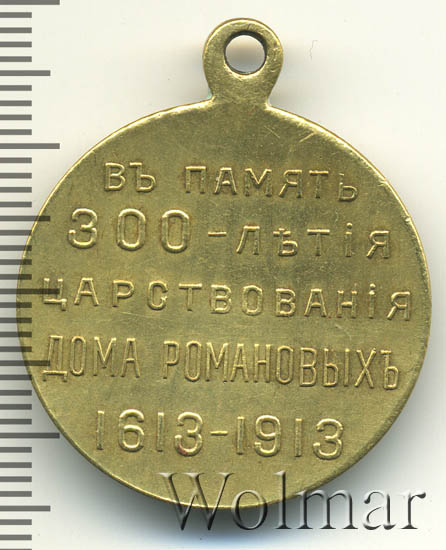 ВЪ ПАМЯТЬ
300-ЛѢТІЯ
ЦАРСТВОВАНІЯ
ДОМА РОМАНОВЫХЪ
1613-1913
Wolmar